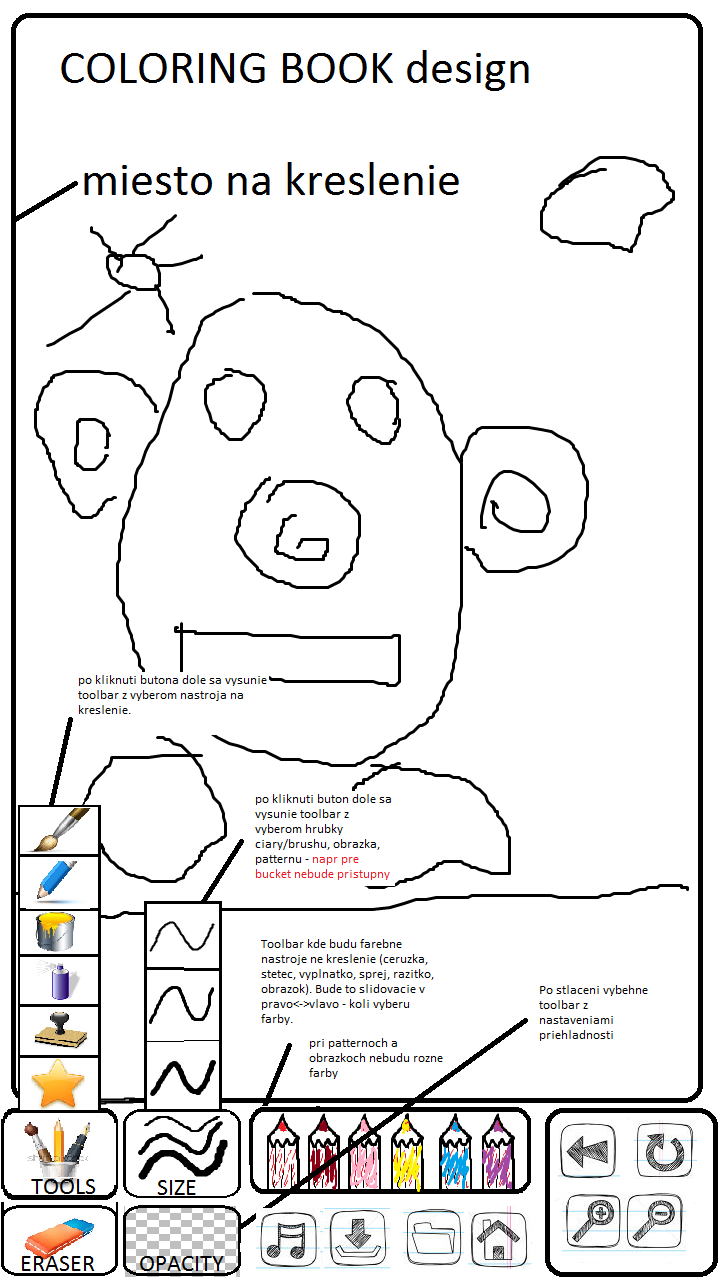 COLORING BOOK design
miesto na kreslenie
po kliknuti butona dole sa vysunie
toolbar z vyberom nastroja na
kreslenie.
po kliknuti buton dole sa
vysunie toolbar z
vyberom hrubky
ciary/brushu, obrazka,
patternu - napr pre
bucket nebude pristupny
Toolbar kde budu farebne
nastroje ne kreslenie (ceruzka,
stetec, vyplnatko, sprej, razitko,
obrazok). Bude to slidovacie v
pravo<->vlavo - koli vyberu
farby.
pri patternoch a
obrazkoch nebudu rozne
farby
Po stlaceni vybehne
toolbar z
nastaveniami
priehladnosti
TOOLS
SIZE
ERASER
OPACITY